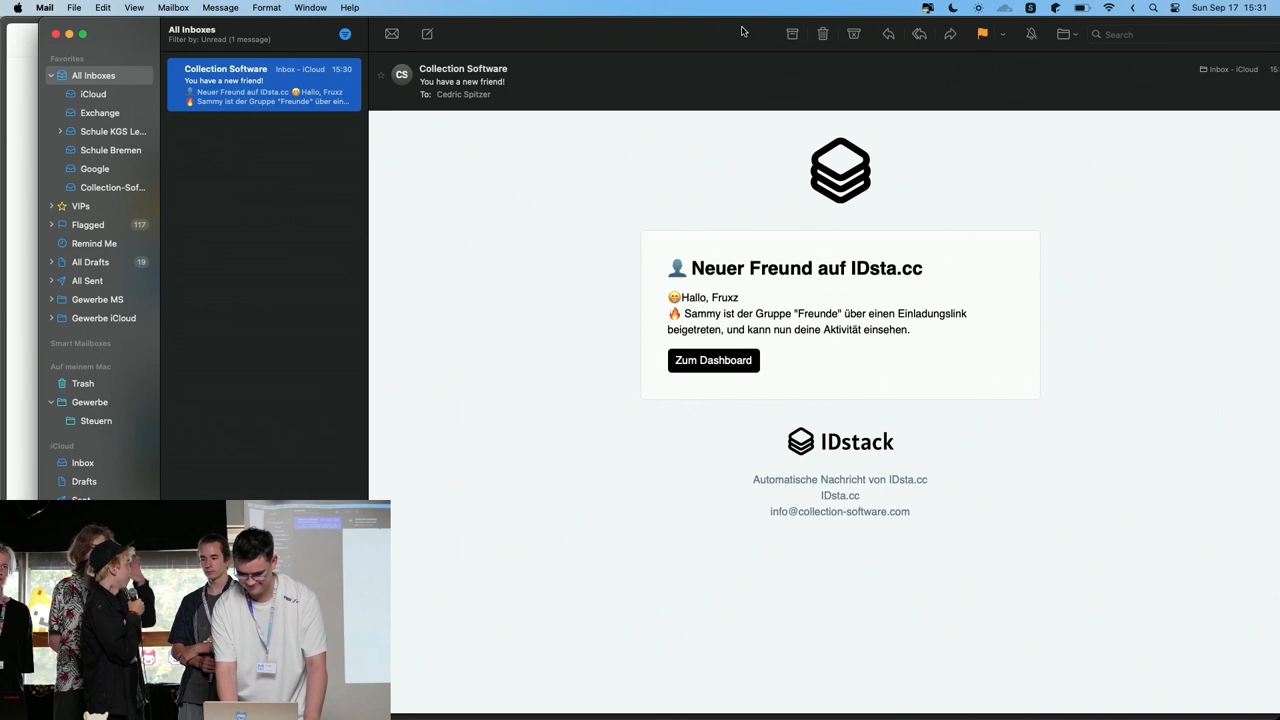 Mail
File
Edit
View
Mailbox
Message
Format
Window
Help
Sun Sep 17 15:31
All Inboxes
Filter by: Unread (1 message)
Search
Favorites
All Inboxes
iCloud
Exchange
Schule KGS Le...
Schule Bremen
Google
Collection-Sof...
VIPs
Flagged 117
Remind Me
All Drafts 19
All Sent
Gewerbe MS
Gewerbe iCloud
Smart Mailboxes
Auf meinem Mac
Trash
Gewerbe
Steuern
iCloud
Inbox
Drafts
Sent
Collection Software Inbox - iCloud 15:30
You have a new friend!
👤 Neuer Freund auf IDsta.cc 😁Hallo, Fruxz
🔥 Sammy ist der Gruppe "Freunde" über ein...
CS
Collection Software
You have a new friend!
To: Cedric Spitzer
Inbox - iCloud
👤 Neuer Freund auf IDsta.cc
😁Hallo, Fruxz
🔥 Sammy ist der Gruppe "Freunde" über einen Einladungslink
beigetreten, und kann nun deine Aktivität einsehen.
Zum Dashboard
IDstack
Automatische Nachricht von IDsta.cc
IDsta.cc
info@collection-software.com